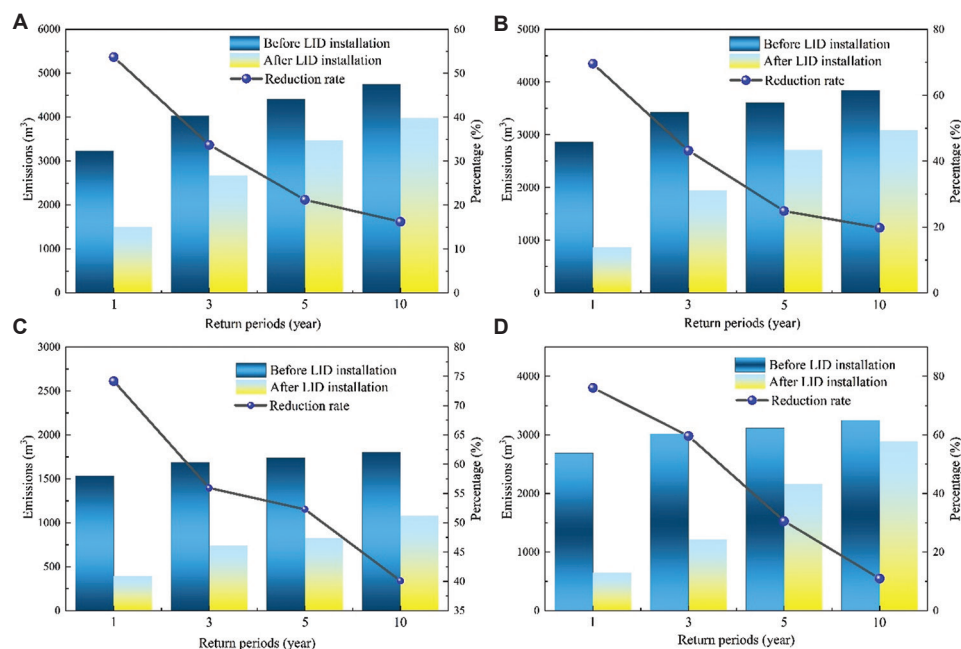 A
Emissions (m³)
6000
5000
4000
3000
2000
1000
0
Before LID installation
After LID installation
Reduction rate
60
50
40
30
20
10
0
Percentage (%)
1 3 5 10
Return periods (year)
B
Emissions (m³)
5000
4000
3000
2000
1000
0
Before LID installation
After LID installation
Reduction rate
80
60
40
20
0
Percentage (%)
1 3 5 10
Return periods (year)
C
Emissions (m³)
3000
2500
2000
1500
1000
500
0
Before LID installation
After LID installation
Reduction rate
80
75
70
65
60
55
50
45
40
35
Percentage (%)
1 3 5 10
Return periods (year)
D
Emissions (m³)
4000
3000
2000
1000
0
Before LID installation
After LID installation
Reduction rate
80
60
40
20
0
Percentage (%)
1 3 5 10
Return periods (year)